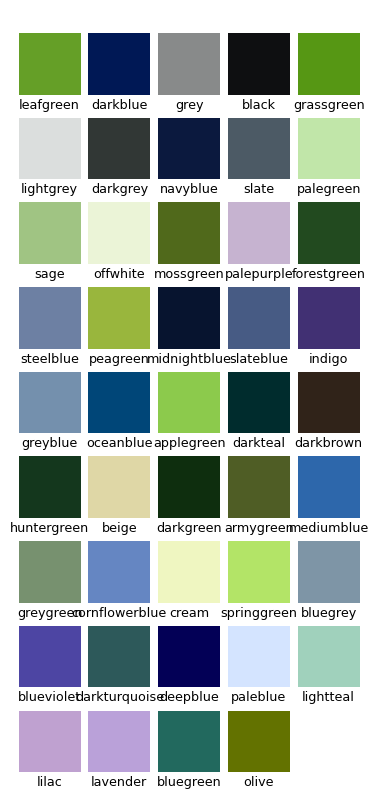 leafgreen darkblue grey black grassgreen
lightgrey darkgrey navyblue slate palegreen
sage offwhite mossgreen palepurple forestgreen
steelblue peagreen midnightblue slateblue indigo
greyblue oceanblue applegreen darkteal darkbrown
huntergreen beige darkgreen armygreen mediumblue
greygreen cornflowerblue cream springgreen bluegrey
blueviolet darkturquoise deepblue paleblue lightteal
lilac lavender bluegreen olive